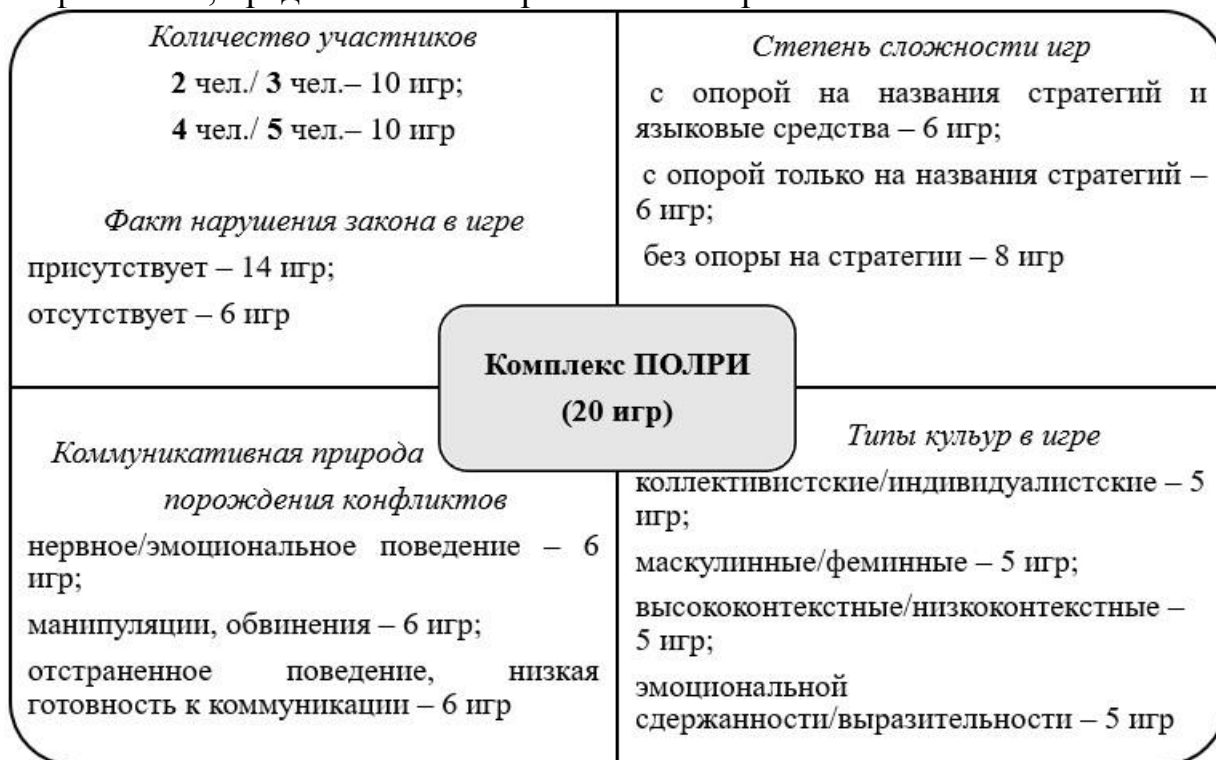 Количество участников
2 чел./ 3 чел.– 10 игр;
4 чел./ 5 чел.– 10 игр
Факт нарушения закона в игре
присутствует – 14 игр;
отсутствует – 6 игр
Степень сложности игр
с опорой на названия стратегий и
языковые средства – 6 игр;
с опорой только на названия стратегий –
6 игр;
без опоры на стратегии – 8 игр
Комплекс ПОЛРИ
(20 игр)
Коммуникативная природа
порождения конфликтов
нервное/эмоциональное поведение – 6
игр;
манипуляции, обвинения – 6 игр;
отстраненное поведение, низкая
готовность к коммуникации – 6 игр
Типы кульур в игре
коллективистские/индивидуалистские – 5
игр;
маскулинные/феминные – 5 игр;
высококонтекстные/низкоконтекстные –
5 игр;
эмоциональной
сдержанности/выразительности – 5 игр